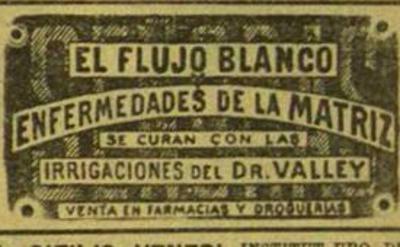 EL FLUJO BLANCO
Y
ENFERMEDADES DE LA MATRIZ
SE CURAN CON LAS
IRRIGACIONES DEL DR. VALLEY
VENTA EN FARMACIAS Y DROGUERIAS